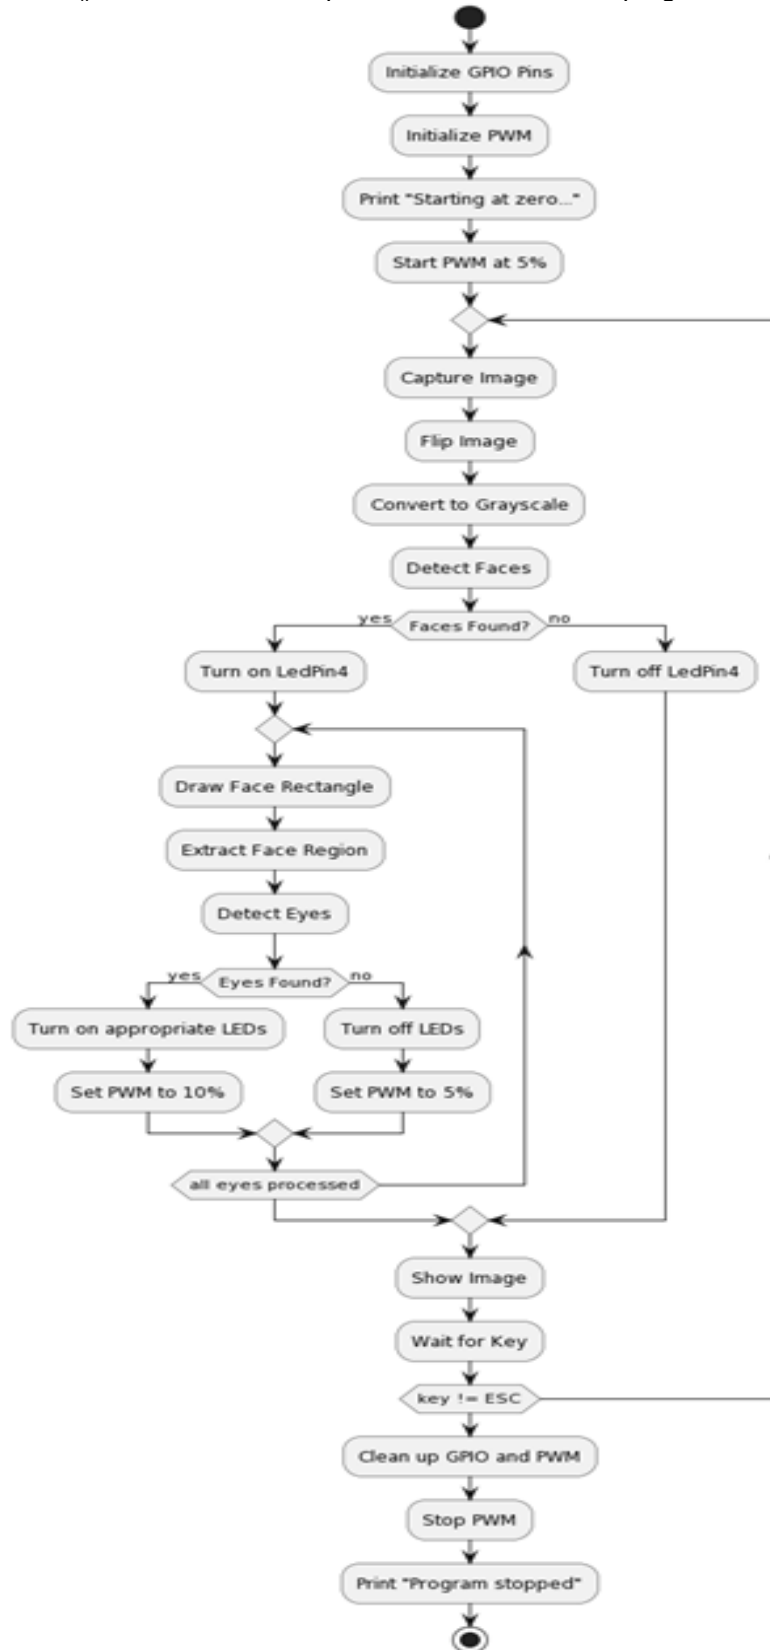 Initialize GPIO Pins
Initialize PWM
Print "Starting at zero..."
Start PWM at 5%
Capture Image
Flip Image
Convert to Grayscale
Detect Faces
yes
Faces Found?
no
Turn on LedPin4
Turn off LedPin4
Draw Face Rectangle
Extract Face Region
Detect Eyes
yes
Eyes Found?
no
Turn on appropriate LEDs
Turn off LEDs
Set PWM to 10%
Set PWM to 5%
all eyes processed
Show Image
Wait for Key
key != ESC
Clean up GPIO and PWM
Stop PWM
Print "Program stopped"